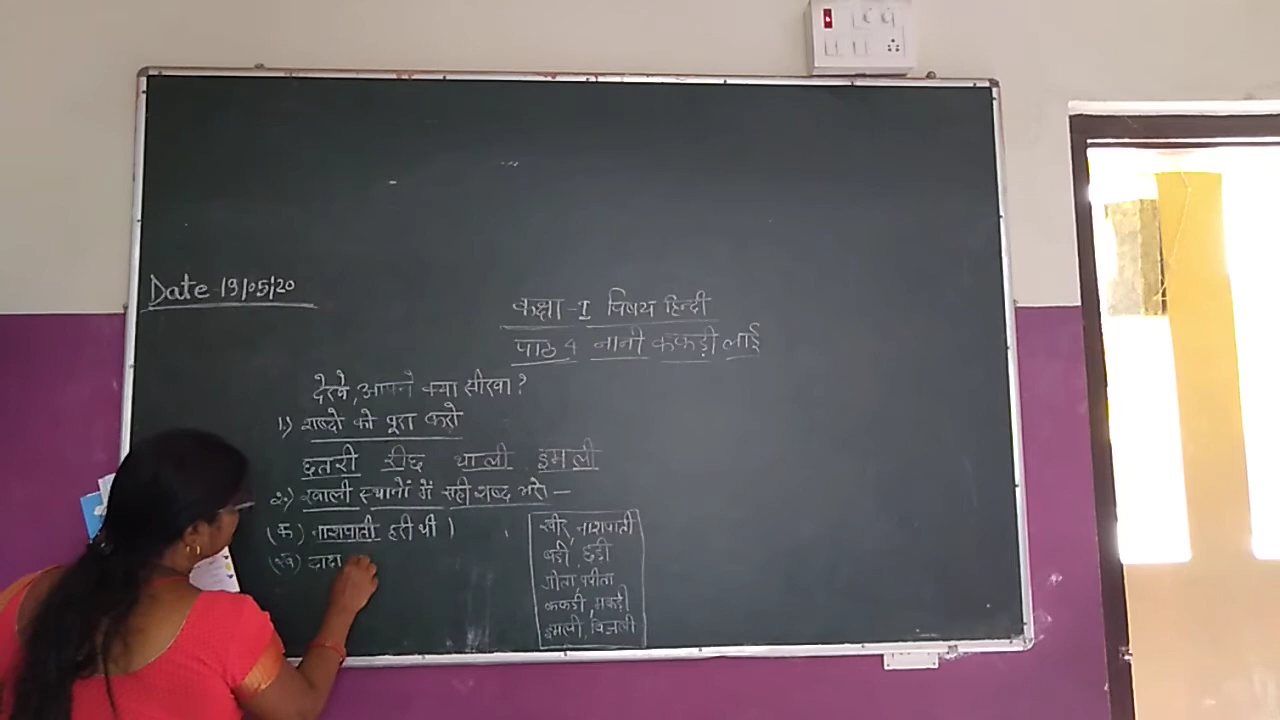 Date 19/05/20
कक्षा - I विषय हिन्दी
पाठ 4 नानी ककड़ी लाई
देखे, आपने क्या सीखा?
1.) शब्दो को पूरा करो
छतरी रीछ थाली इमली
2.) खाली स्थानों में सही शब्द भरो —
(क) नाशपाती हरी थी ।
(ख) दादा
खीर, नाशपाती
बड़ी, छड़ी
गीता, पपीता
ककड़ी, मकड़ी
इमली, बिजली